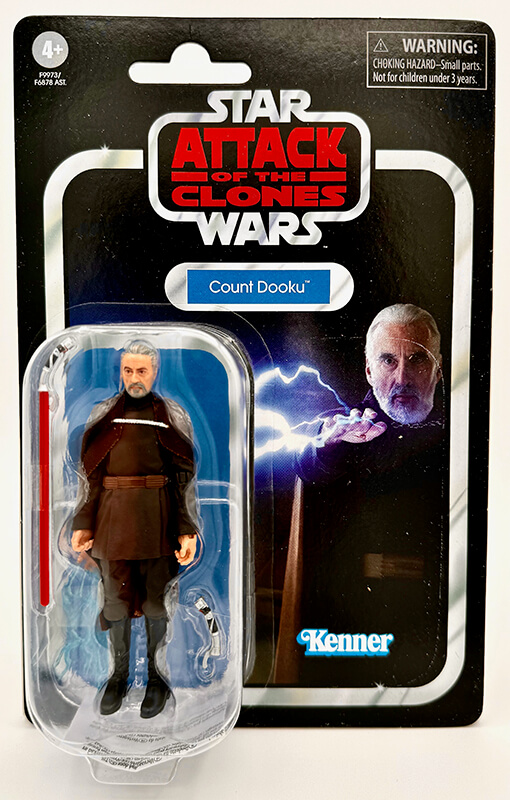 4+
F9973/
F6878 AST.
⚠ WARNING:
CHOKING HAZARD–Small parts.
Not for children under 3 years.
STAR
ATTACK
OF THE
CLONES
WARS
Count Dooku™
Kenner